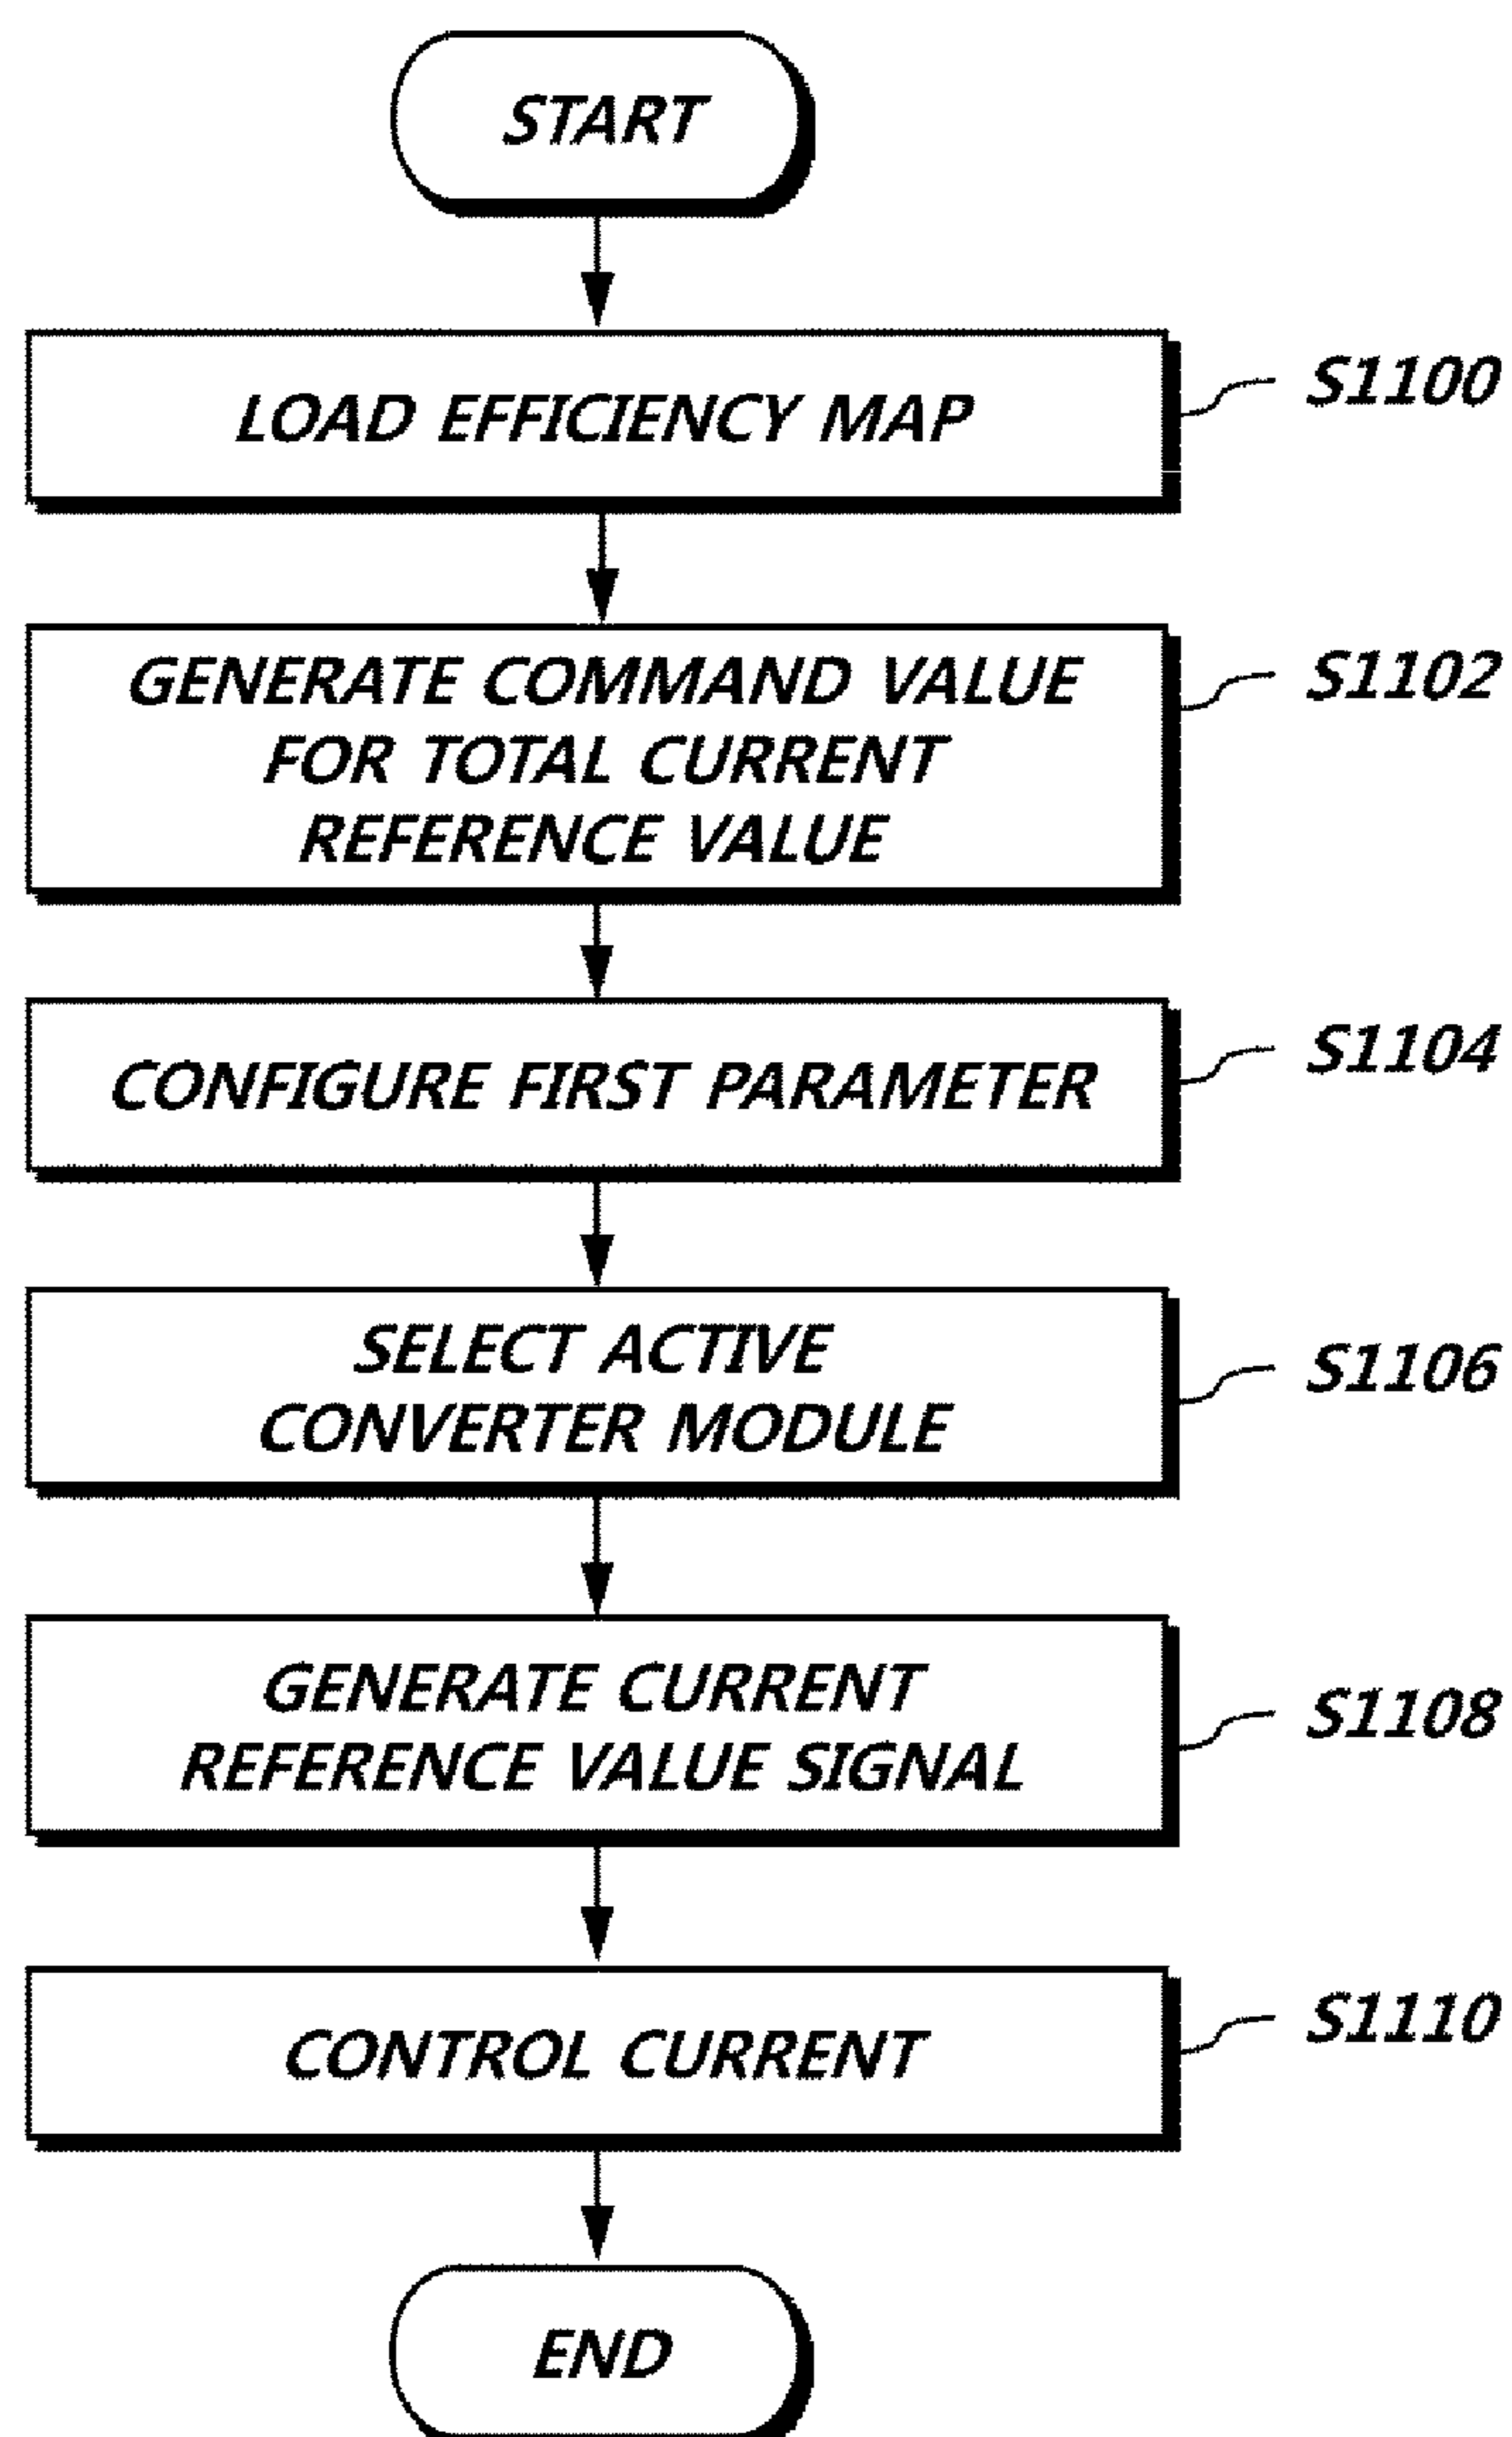 START
LOAD EFFICIENCY MAP
S1100
GENERATE COMMAND VALUE
FOR TOTAL CURRENT
REFERENCE VALUE
S1102
CONFIGURE FIRST PARAMETER
S1104
SELECT ACTIVE
CONVERTER MODULE
S1106
GENERATE CURRENT
REFERENCE VALUE SIGNAL
S1108
CONTROL CURRENT
S1110
END